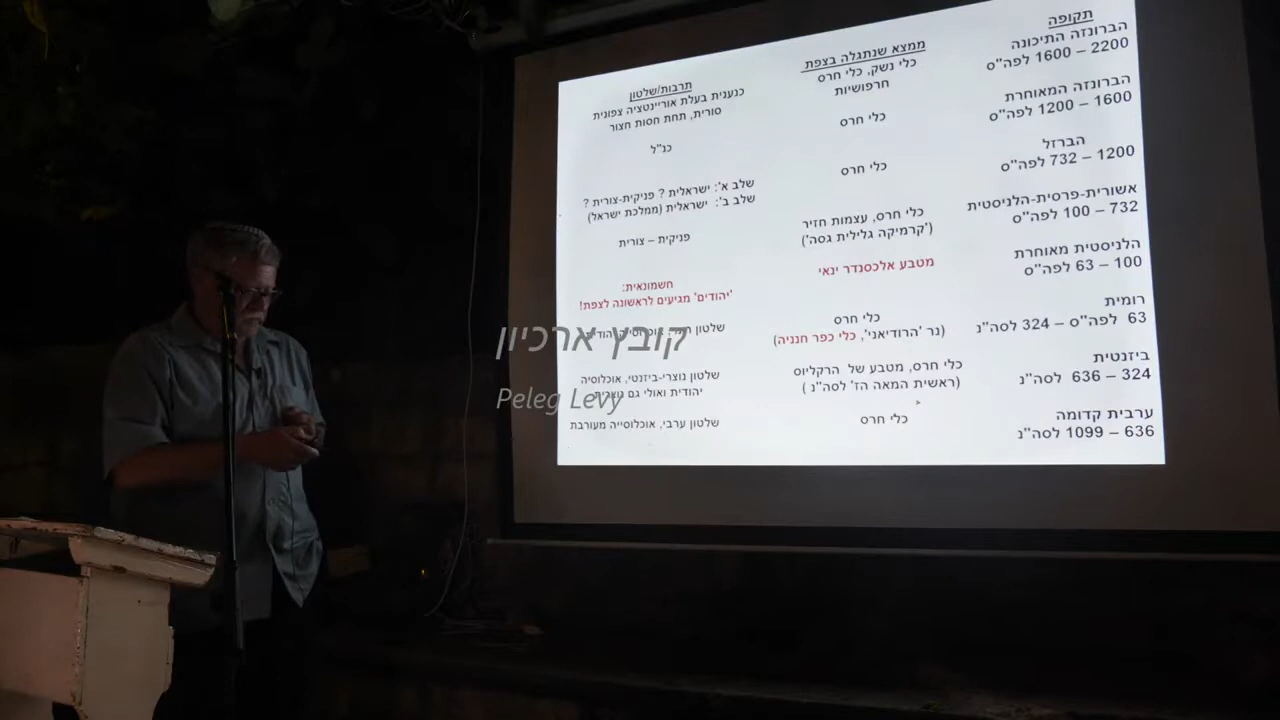 תקופה
הברונזה התיכונה
2200 – 1600 לפה"ס
הברונזה המאוחרת
1600 – 1200 לפה"ס
הברזל
1200 – 732 לפה"ס
אשורית-פרסית-הלניסטית
732 – 100 לפה"ס
הלניסטית מאוחרת
100 – 63 לפה"ס
רומית
63 לפה"ס – 324 לסה"נ
ביזנטית
324 – 636 לסה"נ
ערבית קדומה
636 – 1099 לסה"נ
ממצא שנתגלה בצפת
כלי נשק, כלי חרס
חרפושיות
כלי חרס
כלי חרס
כלי חרס, עצמות חזיר
('קרמיקה גלילית גסה')
מטבע אלכסנדר ינאי
כלי חרס
(נר 'הרודיאני', כלי כפר חנניה)
כלי חרס, מטבע של הרקליוס
(ראשית המאה הז' לסה"נ )
כלי חרס
תרבות/שלטון
כנענית בעלת אוריינטציה צפונית
סורית, תחת חסות חצור
כנ"ל
שלב א': ישראלית ? פניקית-צורית ?
שלב ב': ישראלית (ממלכת ישראל)
פניקית – צורית
חשמונאית:
'יהודים' מגיעים לראשונה לצפת!
שלטון
שלטון נוצרי-ביזנטי, אוכלוסיה
יהודית ואולי גם
שלטון ערבי, אוכלוסייה מעורבת
קובץ ארכיון
Peleg Levy